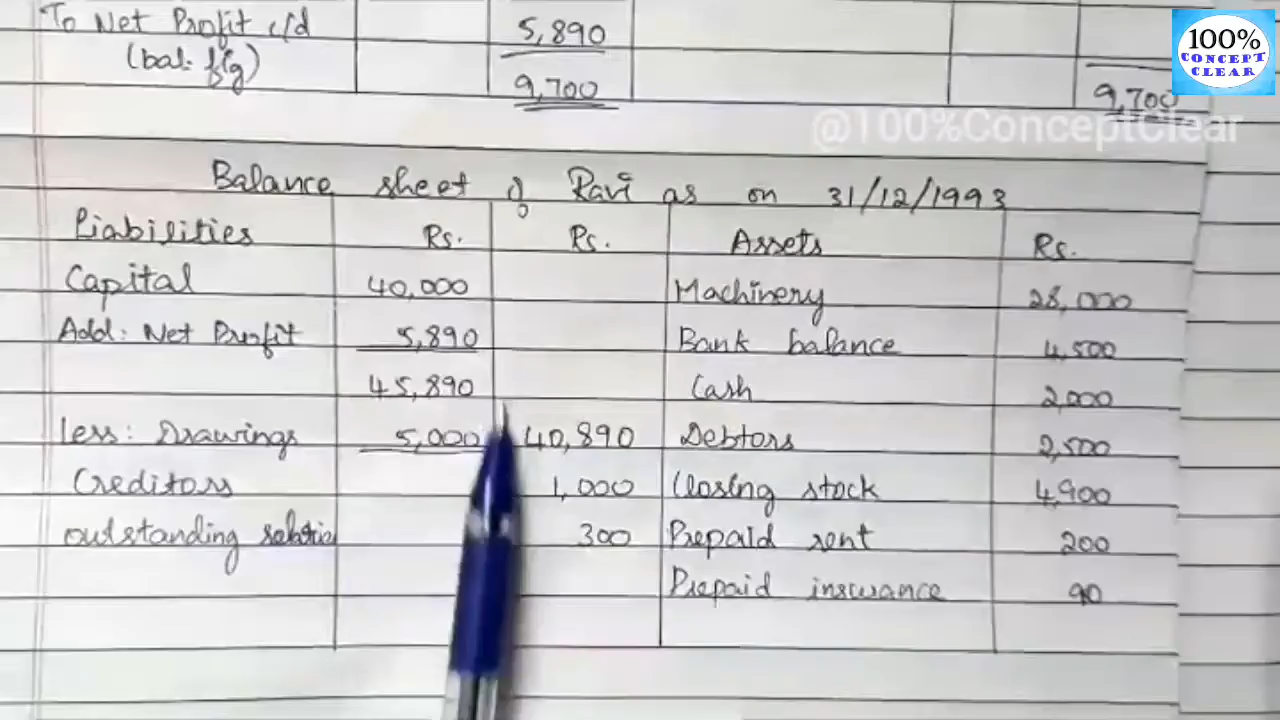 To Net Profit c/d 5,890
(bal. fig)
9,700 9,700
100%
CONCEPT
CLEAR
@100%ConceptClear
Balance sheet of Ravi as on 31/12/1993
Liabilities Rs. Rs. Assets Rs.
Capital 40,000 Machinery 28,000
Add: Net Profit 5,890 Bank balance 4,500
45,890 Cash 2,000
less: Drawings 5,000 40,890 Debtors 2,500
Creditors 1,000 Closing stock 4,900
outstanding 300 Prepaid rent 200
Prepaid insurance 90